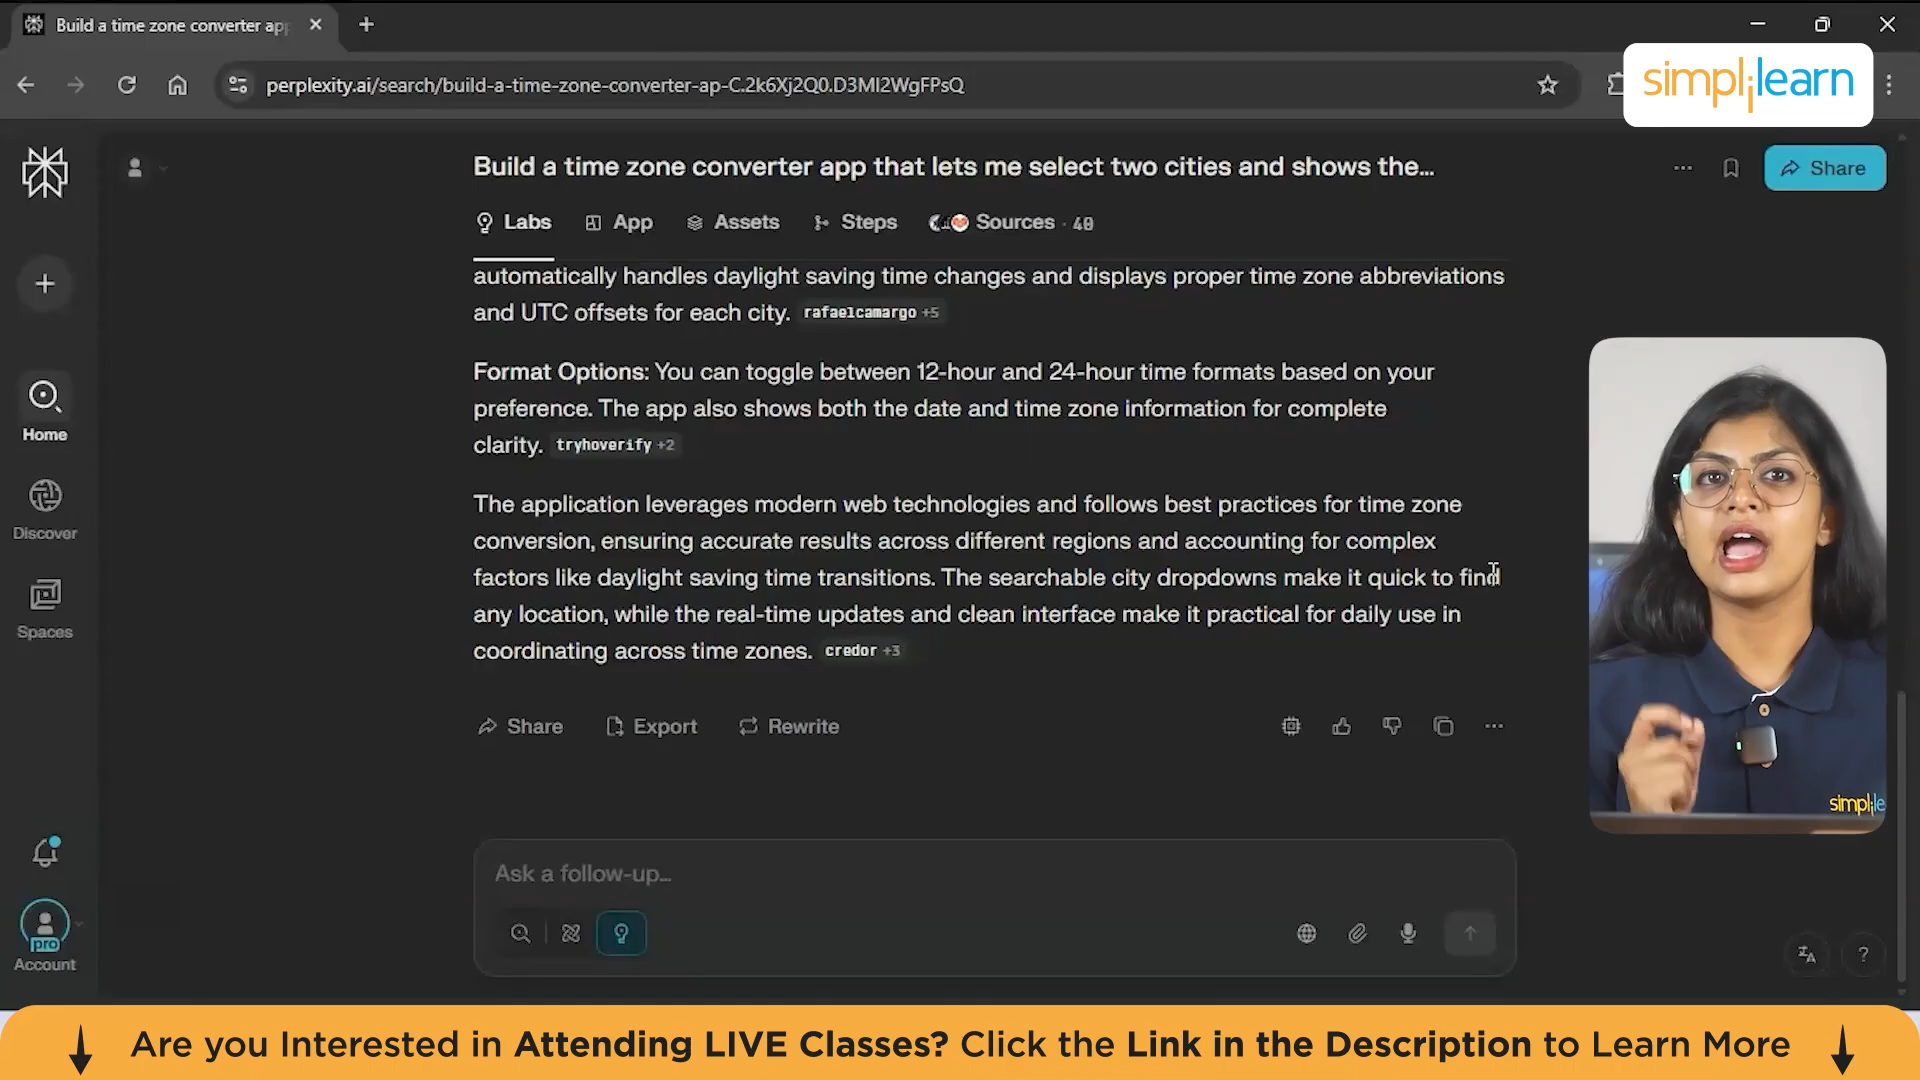 Build a time zone converter app
perplexity.ai/search/build-a-time-zone-converter-ap-C.2k6Xj2Q0.D3MI2WgFPsQ
simplilearn
Build a time zone converter app that lets me select two cities and shows the...
Share
Labs App Assets Steps Sources · 40
automatically handles daylight saving time changes and displays proper time zone abbreviations
and UTC offsets for each city. rafaelcamargo +5
Format Options: You can toggle between 12-hour and 24-hour time formats based on your
preference. The app also shows both the date and time zone information for complete
clarity. tryhoverify +2
The application leverages modern web technologies and follows best practices for time zone
conversion, ensuring accurate results across different regions and accounting for complex
factors like daylight saving time transitions. The searchable city dropdowns make it quick to find
any location, while the real-time updates and clean interface make it practical for daily use in
coordinating across time zones. credor +3
Share Export Rewrite
Home
Discover
Spaces
simplile
Ask a follow-up...
pro
Account
?
Are you Interested in Attending LIVE Classes? Click the Link in the Description to Learn More